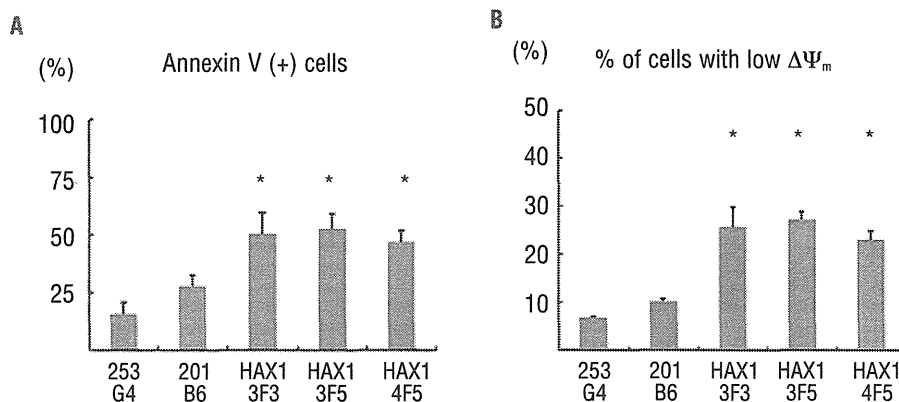 A
(%) Annexin V (+) cells
100
75
50
25
* * *
253 201 HAX1 HAX1 HAX1
G4 B6 3F3 3F5 4F5
B
(%) % of cells with low ΔΨm
50
40
30
20
10
* * *
253 201 HAX1 HAX1 HAX1
G4 B6 3F3 3F5 4F5